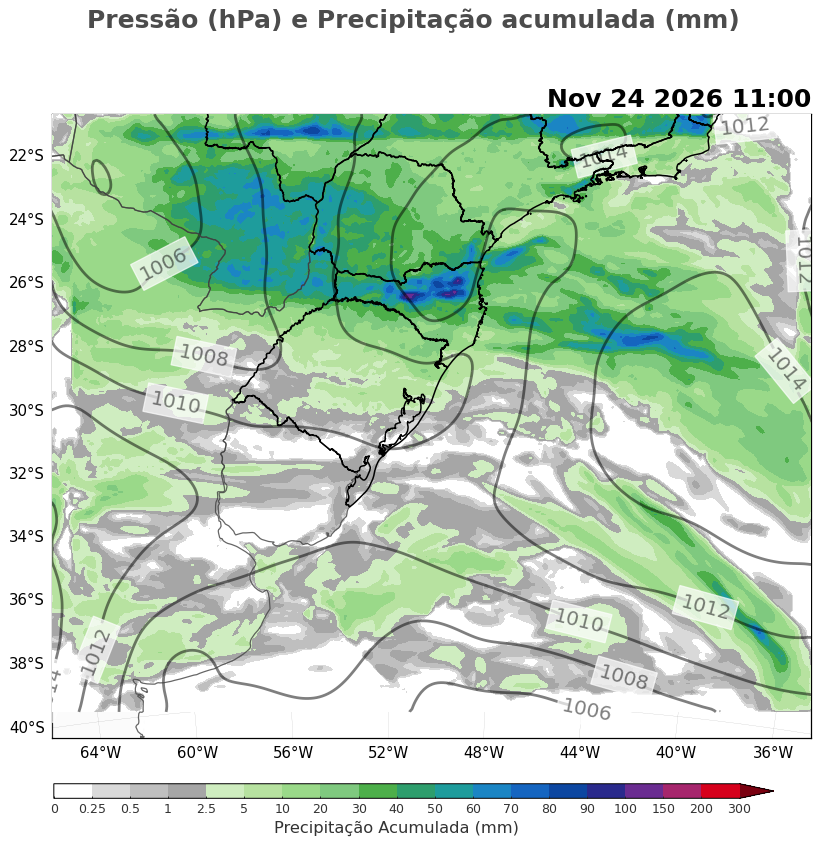 Pressão (hPa) e Precipitação acumulada (mm)
Nov 24 2026 11:00
1012
1014
22°S
24°S
1012
1006
26°S
28°S
1008
1014
1010
30°S
32°S
34°S
36°S
1012
1010
1012
38°S
1008
14
1006
40°S
64°W 60°W 56°W 52°W 48°W 44°W 40°W 36°W
0 0.25 0.5 1 2.5 5 10 20 30 40 50 60 70 80 90 100 150 200 300
Precipitação Acumulada (mm)